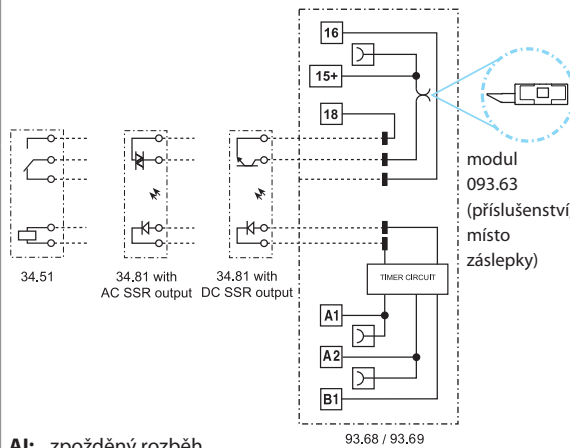 16
15+
18
modul
093.63
(příslušenství,
místo
záslepky)
34.51
34.81 with
AC SSR output
34.81 with
DC SSR output
TIMER CIRCUIT
A1
A2
B1
93.68 / 93.69
AI: zpožděný rozběh